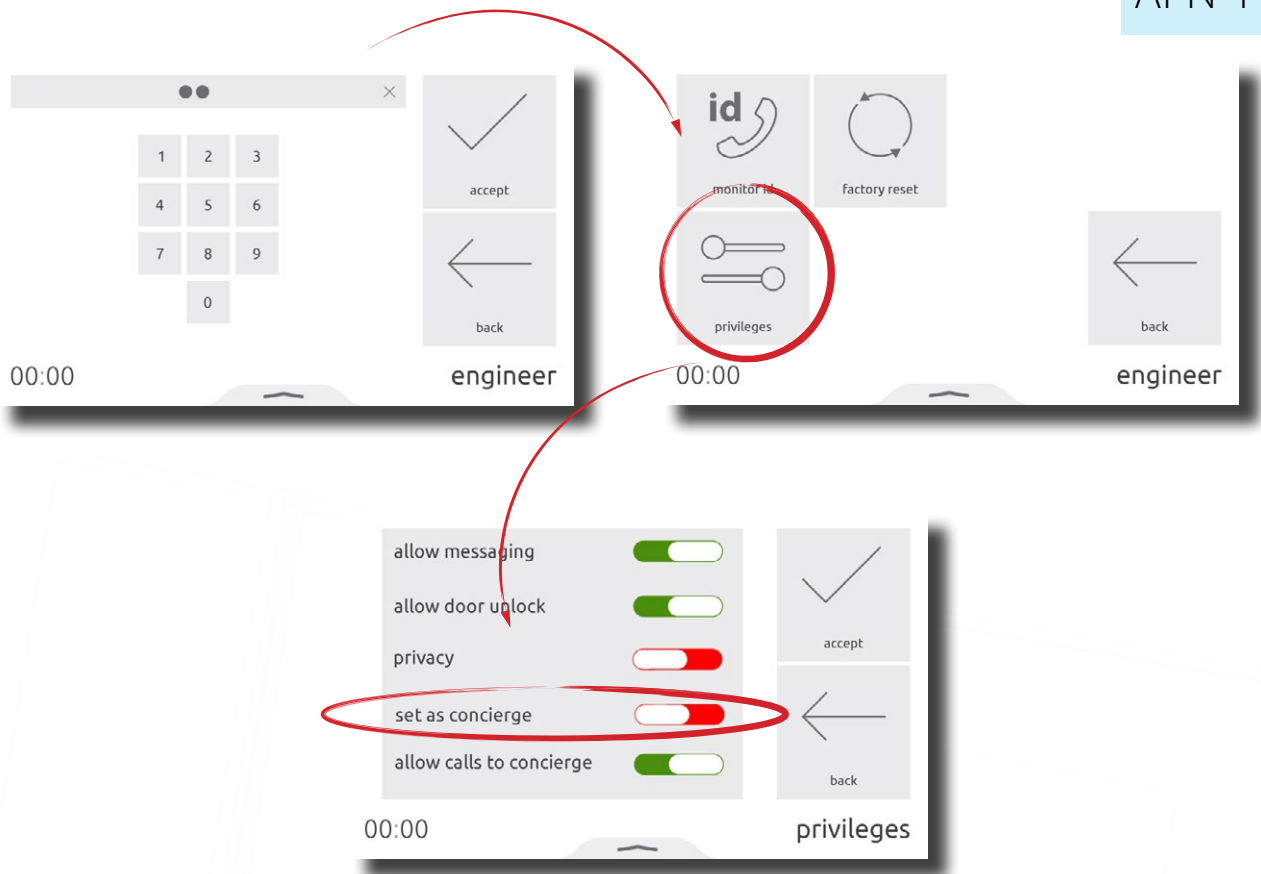 1 2 3
4 5 6
7 8 9
0
accept
back
00:00
engineer
id
monitor id
factory reset
privileges
back
00:00
engineer
allow messaging
allow door unlock
privacy
set as concierge
allow calls to concierge
accept
back
00:00
privileges